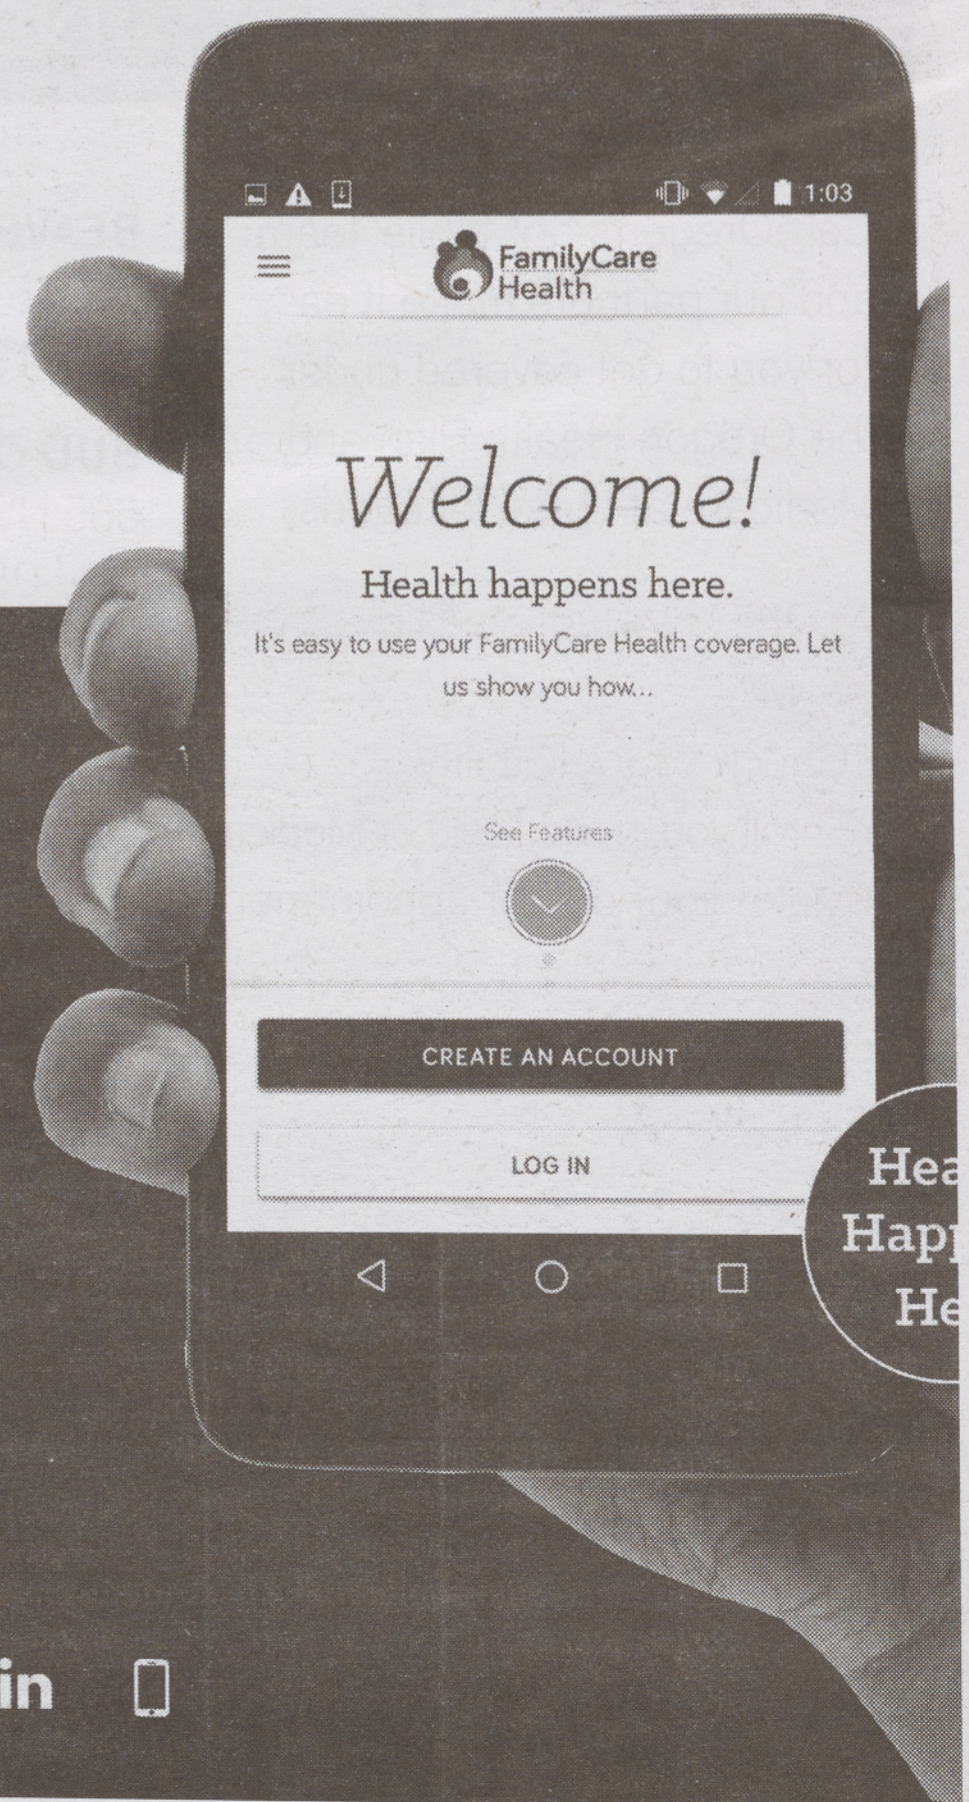 1:03
FamilyCare
Health
Welcome!
Health happens here.
It's easy to use your FamilyCare Health coverage. Let
us show you how...
See Features
CREATE AN ACCOUNT
LOG IN
Hea
Hap
He
in